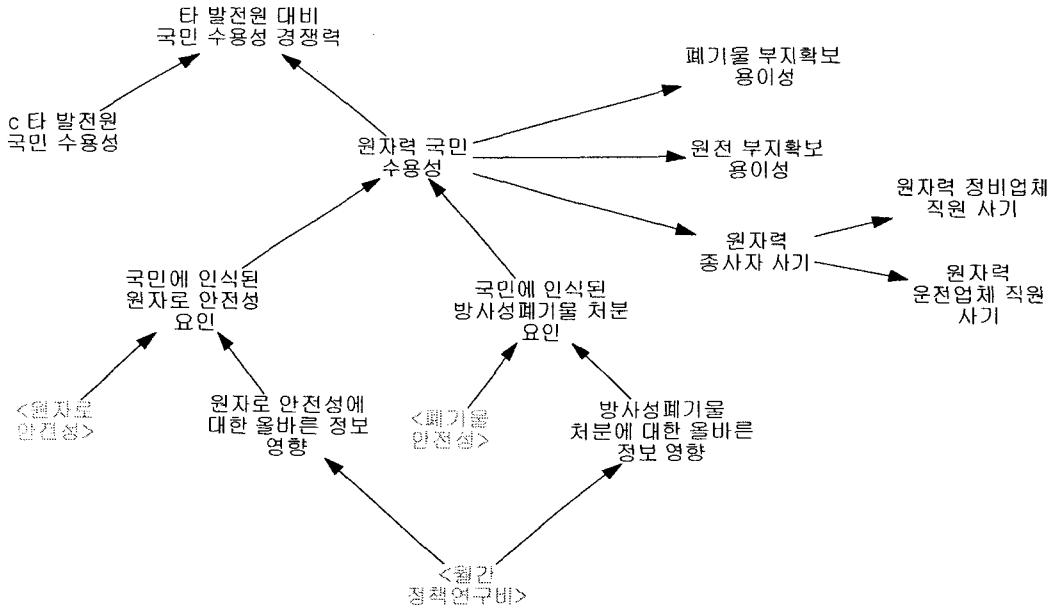 타 발전원 대비
국민 수용성 경쟁력
c 타 발전원
국민 수용성
원자력 국민
수용성
폐기물 부지확보
용이성
원전 부지확보
용이성
원자력
종사자 사기
원자력 정비업체
직원 사기
원자력
운전업체 직원
사기
국민에 인식된
원자로 안전성
요인
국민에 인식된
방사성폐기물 처분
요인
<원자로
안전성>
원자로 안전성에
대한 올바른 정보
영향
<폐기물
안전성>
방사성폐기물
처분에 대한 올바른
정보 영향
<월간
정책연구비>